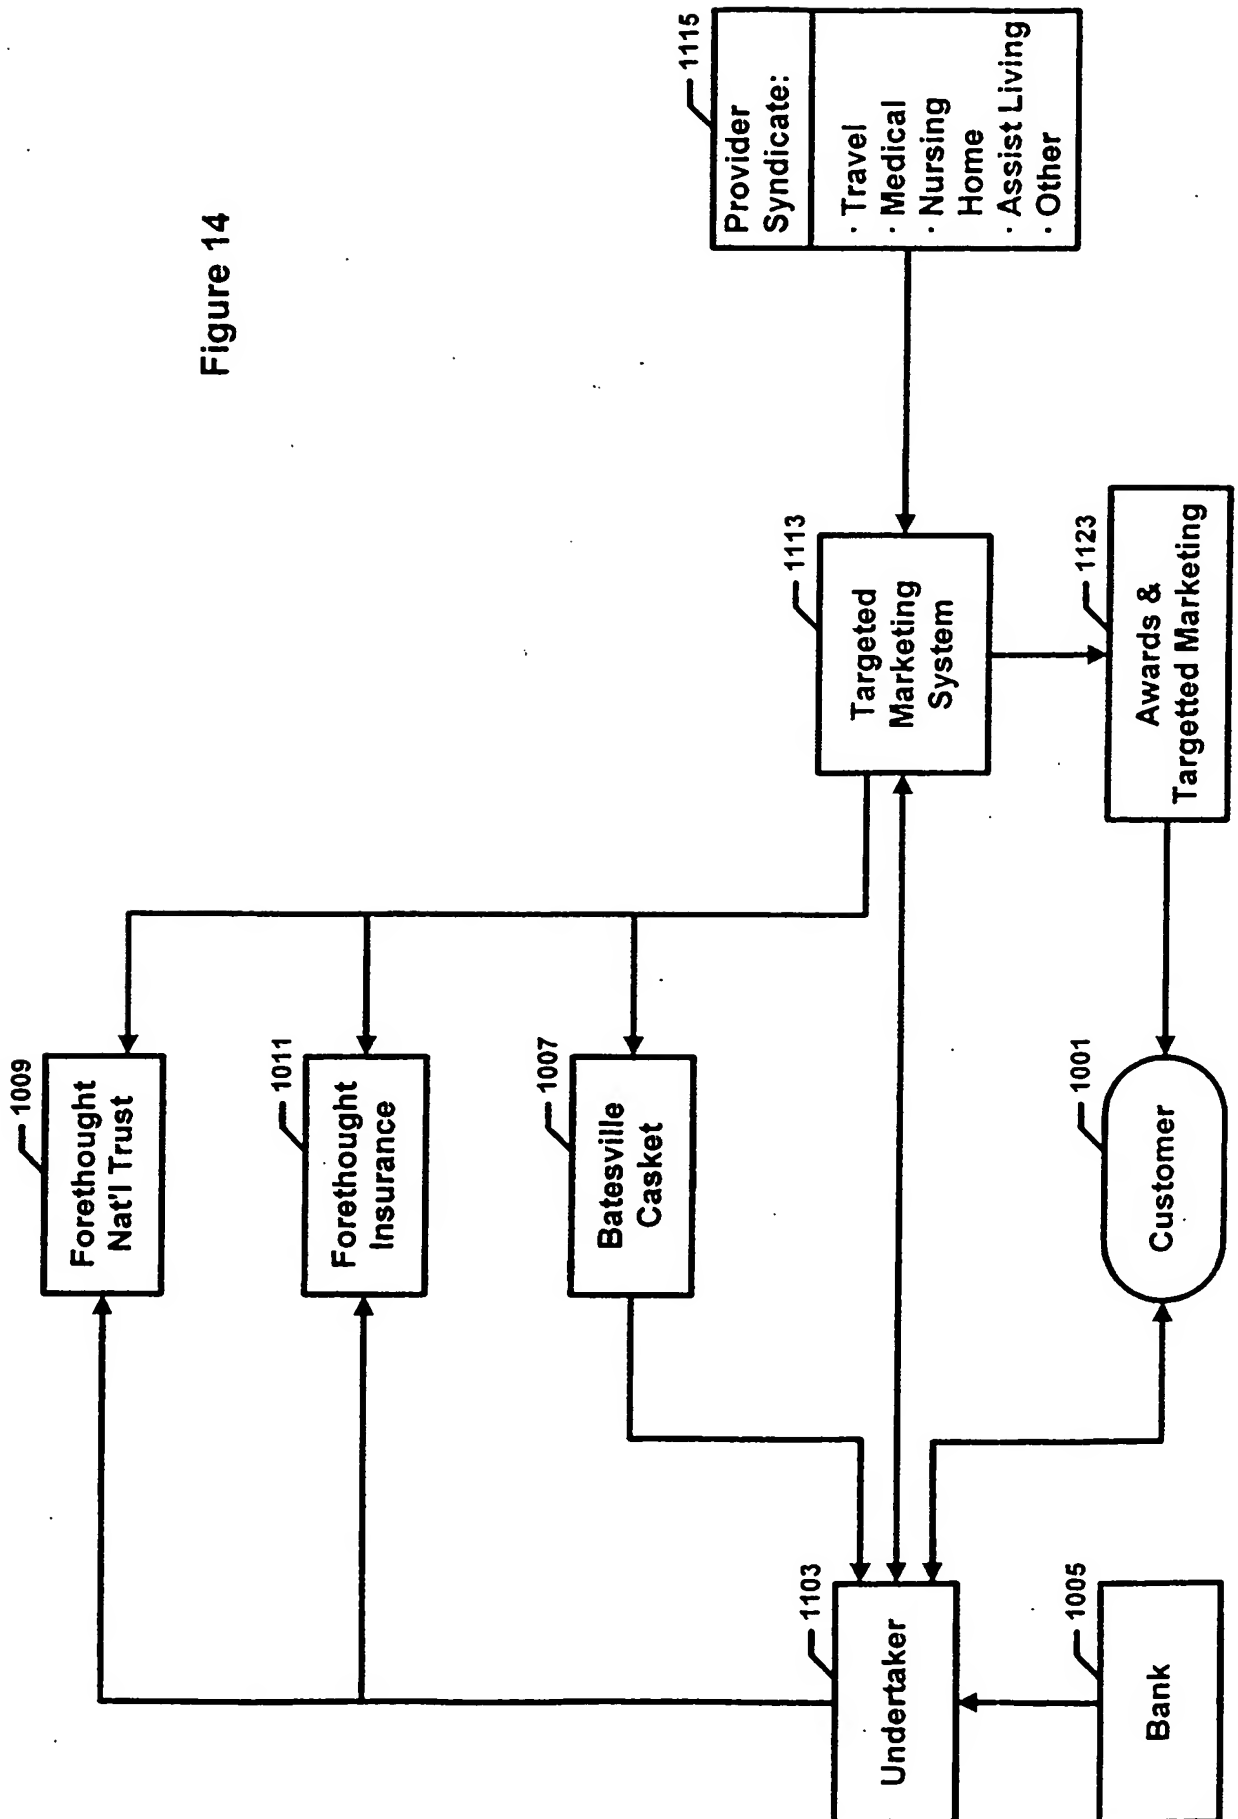 Figure 14
1009
Forethought
Nat'l Trust
1011
Forethought
Insurance
1007
Batesville
Casket
1115
Provider
Syndicate:
· Travel
· Medical
· Nursing
Home
· Assist Living
· Other
1113
Targeted
Marketing
System
1103
Undertaker
1123
Awards &
Targetted Marketing
1001
Customer
1005
Bank